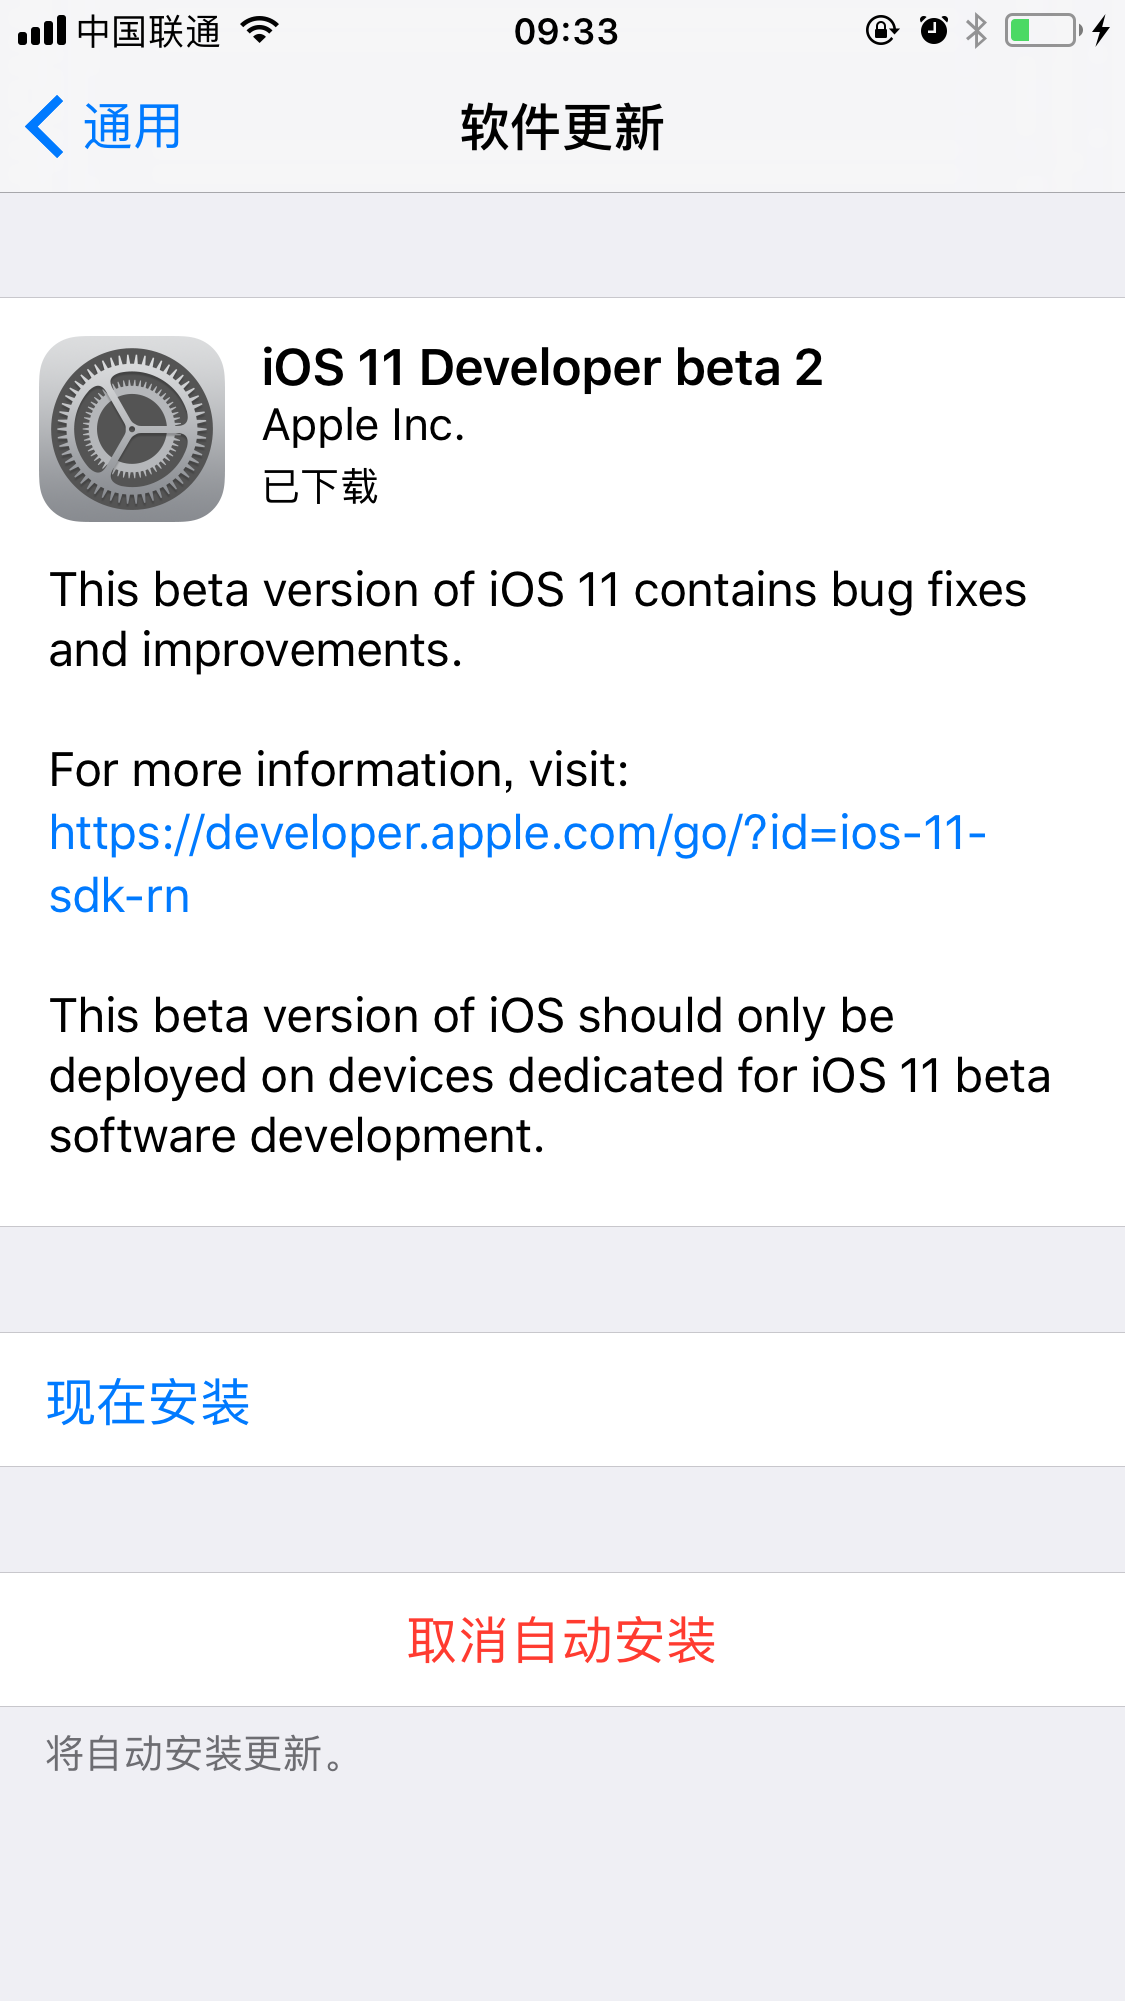 中国联通
09:33
通用
软件更新
iOS 11 Developer beta 2
Apple Inc.
已下载
This beta version of iOS 11 contains bug fixes
and improvements.
For more information, visit:
https://developer.apple.com/go/?id=ios-11-
sdk-rn
This beta version of iOS should only be
deployed on devices dedicated for iOS 11 beta
software development.
现在安装
取消自动安装
将自动安装更新。